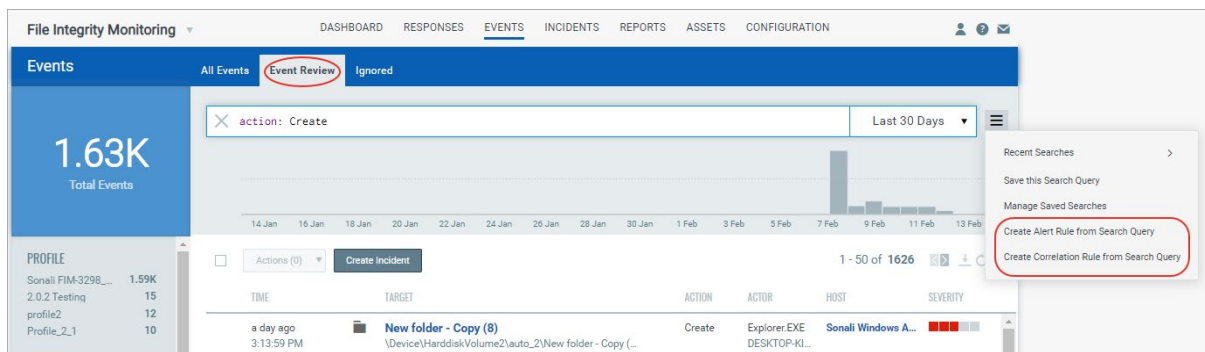 File Integrity Monitoring
DASHBOARD RESPONSES EVENTS INCIDENTS REPORTS ASSETS CONFIGURATION
Events
All Events Event Review Ignored
action: Create
Last 30 Days
1.63K
Total Events
Recent Searches
Save this Search Query
Manage Saved Searches
Create Alert Rule from Search Query
Create Correlation Rule from Search Query
14 Jan 16 Jan 18 Jan 20 Jan 22 Jan 24 Jan 26 Jan 28 Jan 30 Jan 1 Feb 3 Feb 5 Feb 7 Feb 9 Feb 11 Feb 13 Feb
PROFILE
Sonali FIM-3298_... 1.59K
2.0.2 Testing 15
profile2 12
Profile_2_1 10
Actions (0) Create Incident 1 - 50 of 1626
TIME TARGET ACTION ACTOR HOST SEVERITY
a day ago New folder - Copy (8) Create Explorer.EXE Sonali Windows A...
3:13:59 PM \Device\HarddiskVolume2\auto_2\New folder - Copy (... DESKTOP-KI...